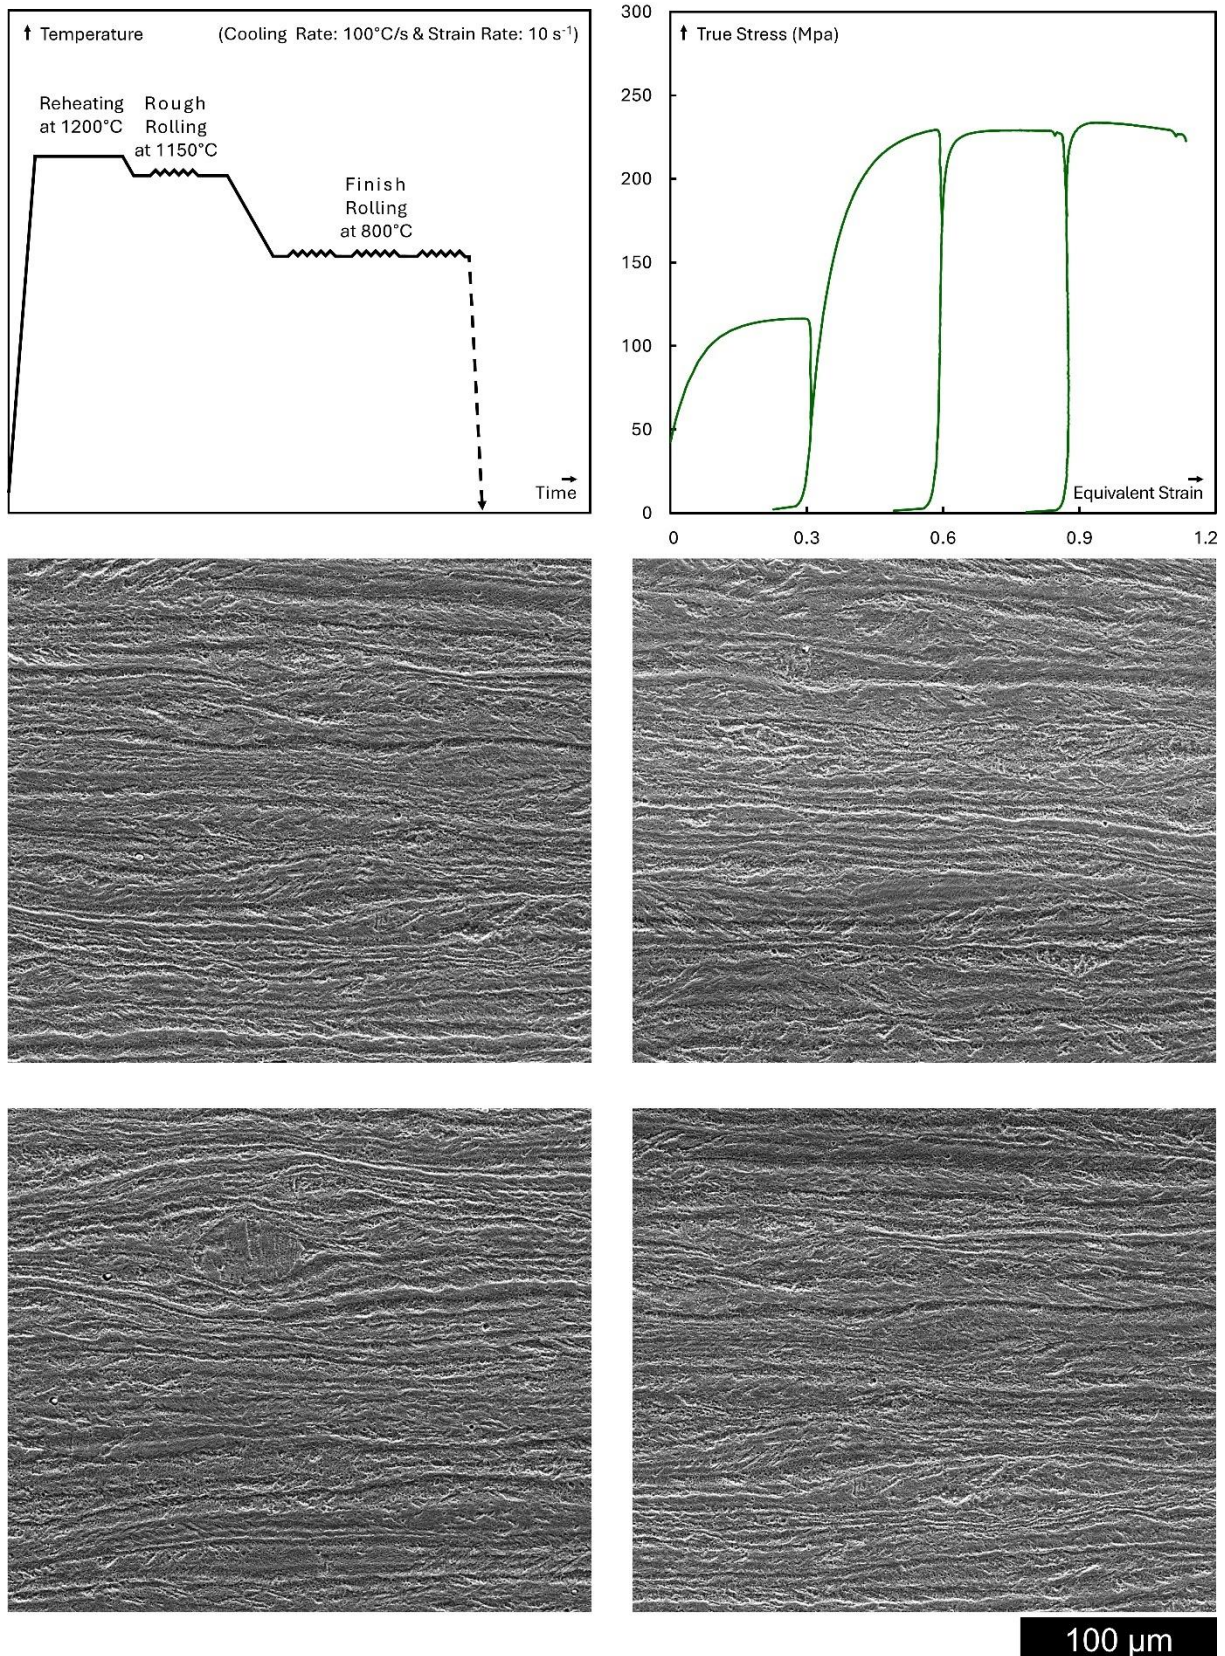 Temperature (Cooling Rate: 100°C/s & Strain Rate: 10 s⁻¹)
Reheating
at 1200°C
Rough
Rolling
at 1150°C
Finish
Rolling
at 800°C
Time
True Stress (Mpa)
300
250
200
150
100
50
0
Equivalent Strain
0 0.3 0.6 0.9 1.2
100 µm